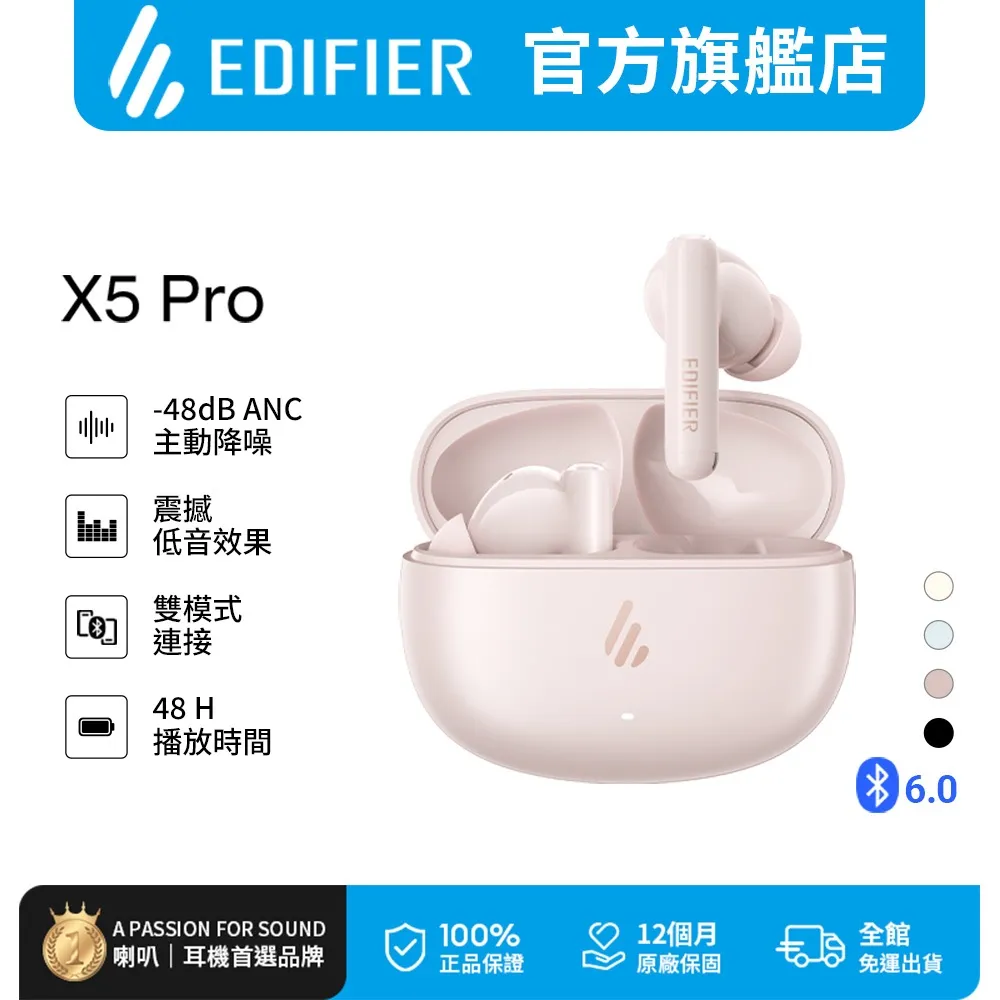 EDIFIER 官方旗艦店
X5 Pro
-48dB ANC
主動降噪
震撼
低音效果
雙模式
連接
48 H
播放時間
EDIFIER
6.0
1
A PASSION FOR SOUND
喇叭｜耳機首選品牌
100%
正品保證
12個月
原廠保固
全館
免運出貨